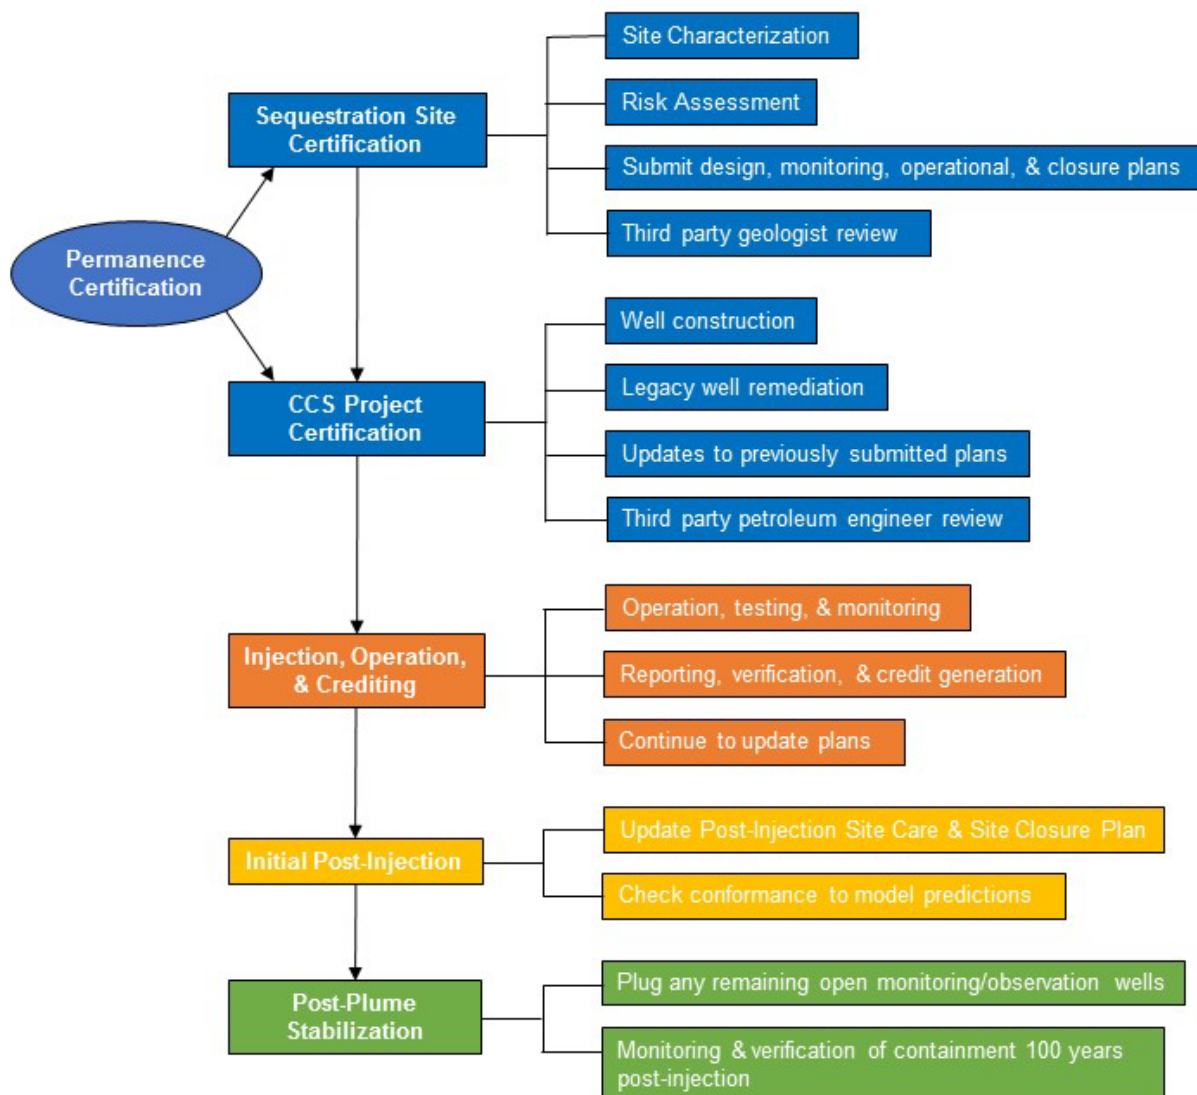 Permanence
Certification
Sequestration Site
Certification
Site Characterization
Risk Assessment
Submit design, monitoring, operational, & closure plans
Third party geologist review
CCS Project
Certification
Well construction
Legacy well remediation
Updates to previously submitted plans
Third party petroleum engineer review
Injection, Operation,
& Crediting
Operation, testing, & monitoring
Reporting, verification, & credit generation
Continue to update plans
Initial Post-Injection
Update Post-Injection Site Care & Site Closure Plan
Check conformance to model predictions
Post-Plume
Stabilization
Plug any remaining open monitoring/observation wells
Monitoring & verification of containment 100 years
post-injection